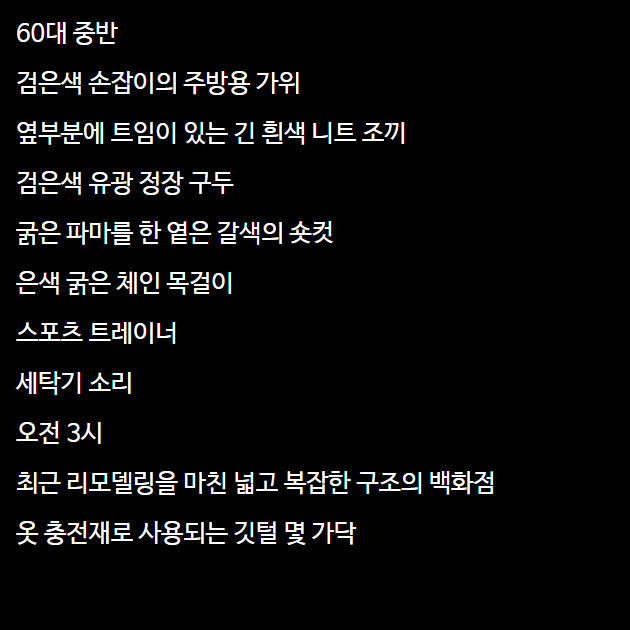 60대 중반
검은색 손잡이의 주방용 가위
옆부분에 트임이 있는 긴 흰색 니트 조끼
검은색 유광 정장 구두
굵은 파마를 한 옅은 갈색의 숏컷
은색 굵은 체인 목걸이
스포츠 트레이너
세탁기 소리
오전 3시
최근 리모델링을 마친 넓고 복잡한 구조의 백화점
옷 충전재로 사용되는 깃털 몇 가닥